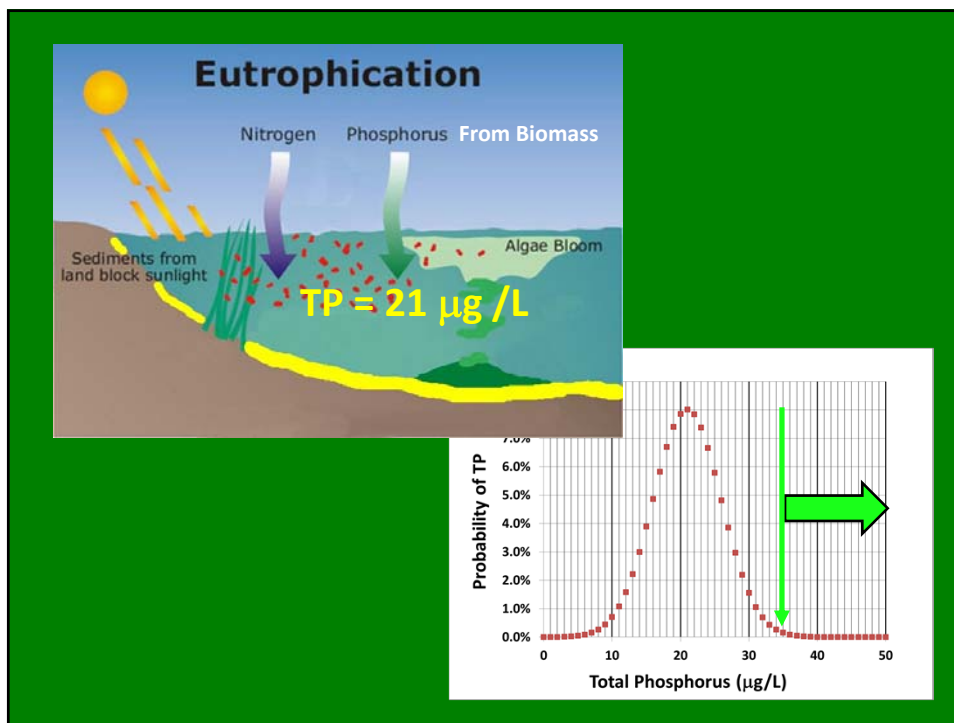 Eutrophication
Nitrogen Phosphorus From Biomass
Sediments from
land block sunlight
Algae Bloom
TP = 21 μg /L
Probability of TP
7.0%
6.0%
5.0%
4.0%
3.0%
2.0%
1.0%
0.0%
0 10 20 30 40 50
Total Phosphorus (μg/L)